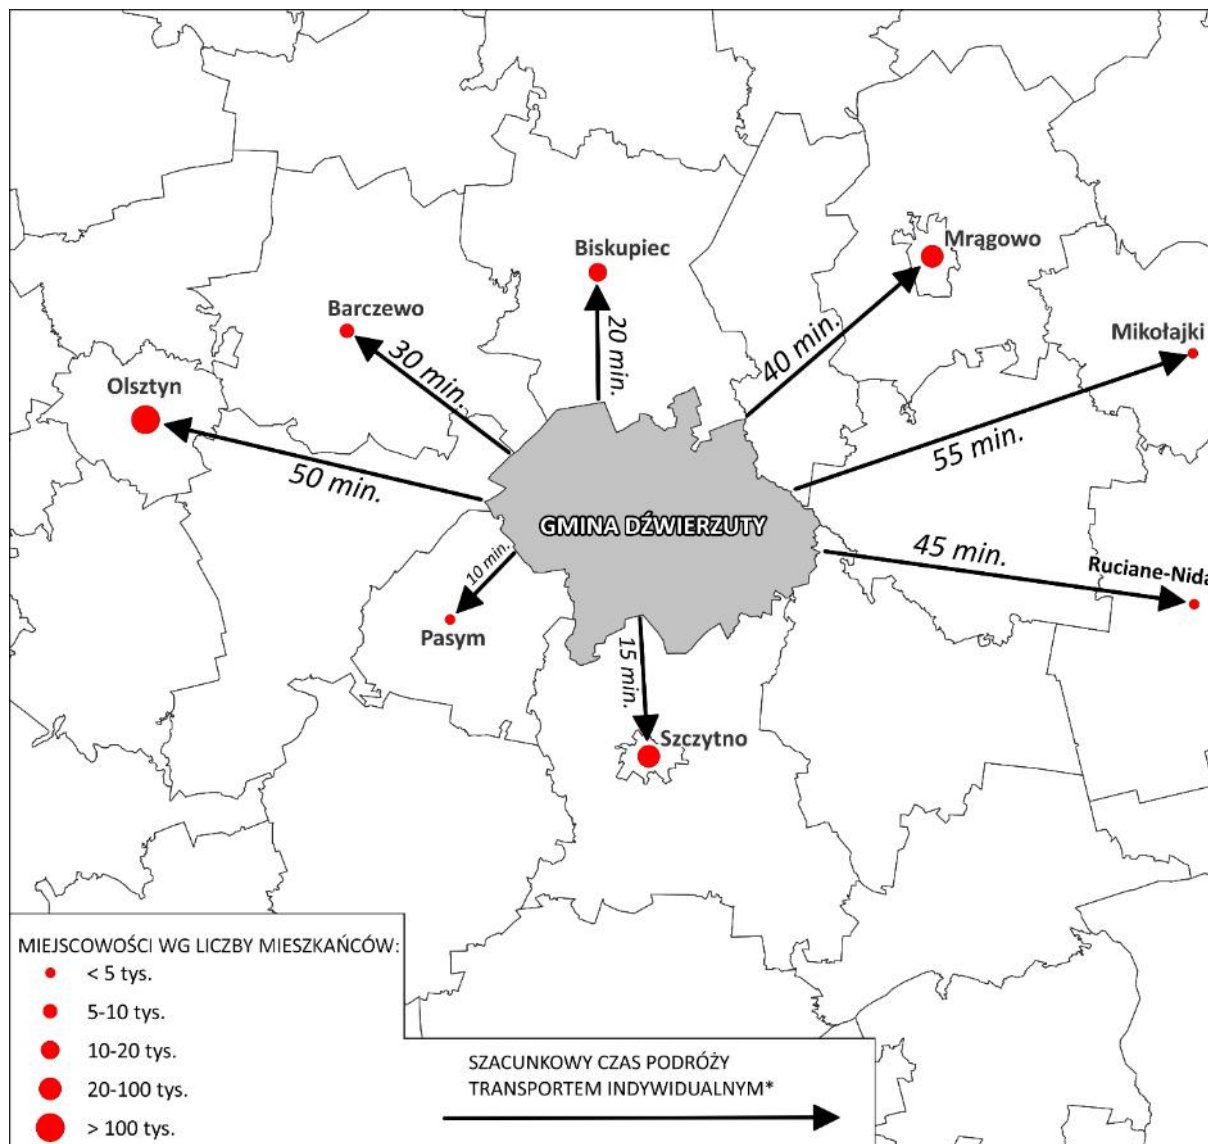 Biskupiec
Mrągowo
Barczewo
Mikołajki
Olsztyn
20 min.
40 min.
30 min.
55 min.
50 min.
GMINA DŹWIERZUTY
45 min.
10 min.
Ruciane-Nida
Pasym
15 min.
Szczytno
MIEJSCOWOŚCI WG LICZBY MIESZKAŃCÓW:
< 5 tys.
5-10 tys.
10-20 tys.
20-100 tys.
> 100 tys.
SZACUNKOWY CZAS PODRÓŻY
TRANSPORTEM INDYWIDUALNYM*